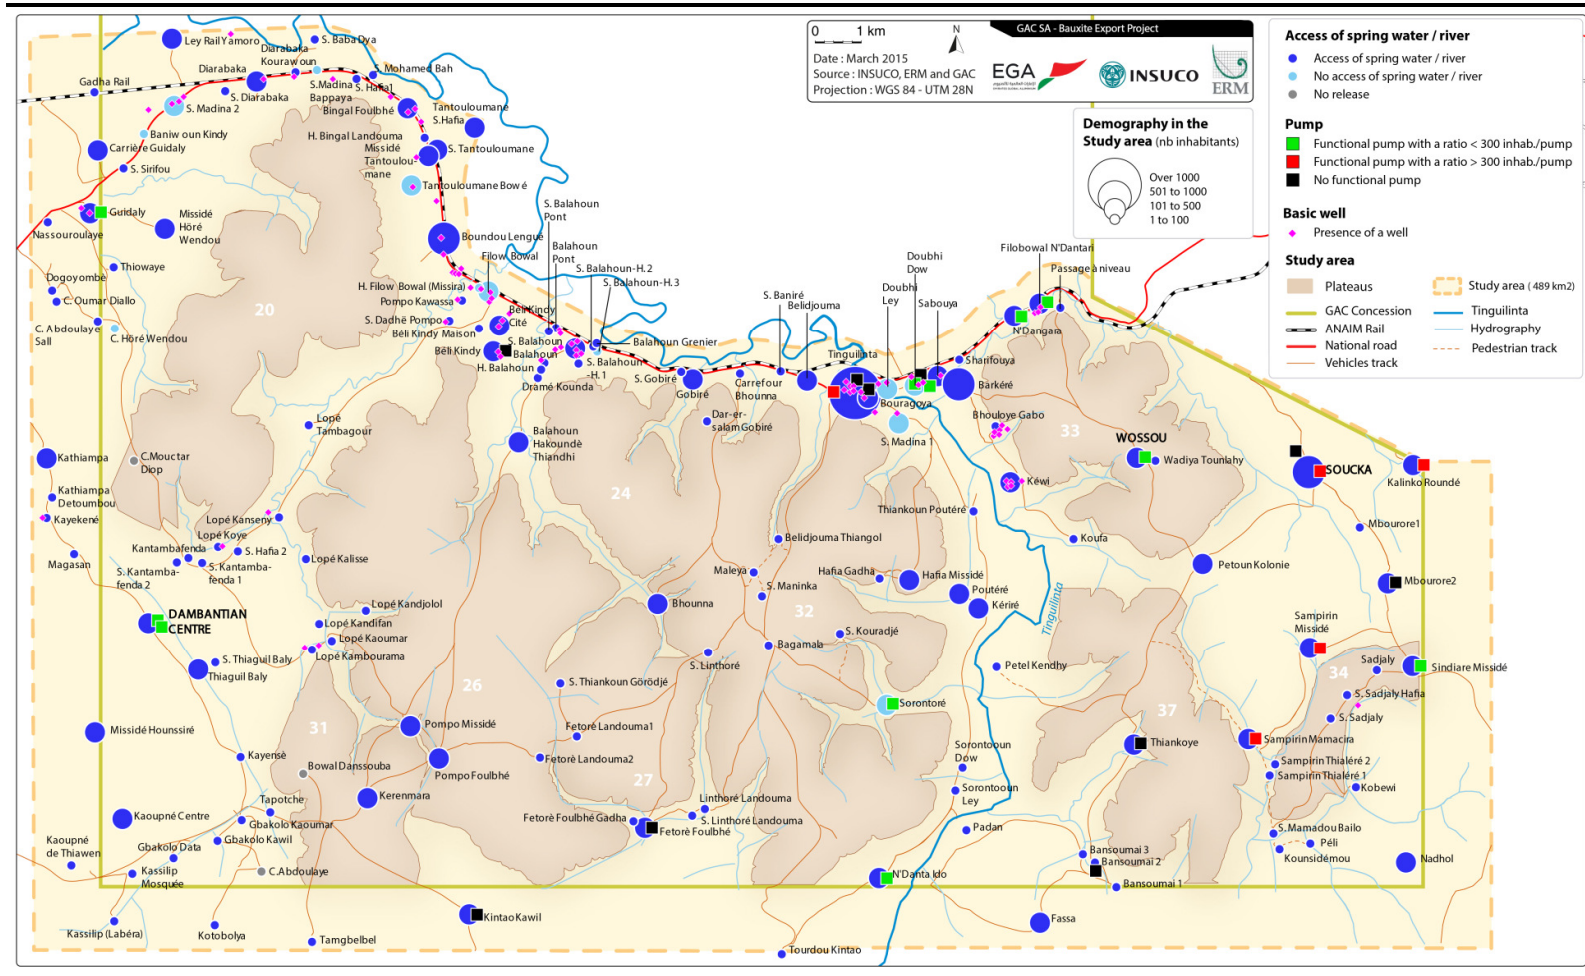 0 1 km
N
GAC SA - Bauxite Export Project
Date : March 2015
Source : INSUCO, ERM and GAC
Projection : WGS 84 - UTM 28N
EGA
INSUCO
ERM
Access of spring water / river
Access of spring water / river
No access of spring water / river
No release
Pump
Functional pump with a ratio < 300 inhab./pump
Functional pump with a ratio > 300 inhab./pump
No functional pump
Basic well
Presence of a well
Study area
Plateaus
Study area ( 489 km2)
GAC Concession
Tinguilinta
ANAIM Rail
Hydrography
National road
Pedestrian track
Vehicles track
Demography in the
Study area (nb inhabitants)
Over 1000
501 to 1000
101 to 500
1 to 100
Ley Rail Yamoro
S. Baba Dya
Diarabaka
Kourawoun
Diarabaka
S. Mohamed Bah
Gadha Rail
S. Diarabaka
S.Madina
Bappaya
S. Hafia1
S. Madina 2
Bingal Foulbhé
Tantouloumane
S.Hafia
Baniwoun Kindy
H. Bingal Landouma
Carrière Guidaly
Missidé
Tantoulou-
mane
S. Tantouloumane
S. Sirifou
Tantouloumane Bowé
Guidaly
Missidé
Hörè
Wendou
Nassouroulaye
Boundou Lengué
S. Balahoun
Pont
Balahoun
Pont
Filow Bowal
Thiowaye
Dogoyombè
C. Oumar Diallo
H. Filow Bowal (Missira)
Pompo Kawassa
S. Balahoun-H.2
S. Balahoun-H.3
20
C. Abdoulaye
Sall
C. Hörè Wendou
S. Dadhè Pompo
Béli Kindy
Cité
Béli Kindy Maison
Béli Kindy
S. Balahoun
Balahoun
H. Balahoun
Dramé Kounda
Balahoun Grenier
S. Balahoun
-H.1
S. Gobiré
Gobiré
Carrefour
Bhounna
S. Baniré
Belidjouma
Tinguilinta
Doubhi
Dow
Doubhi
Ley
Sabouya
Filobowal N'Dantari
Passage à niveau
N'Dangara
Sharifouya
Barkéré
Bouragoya
S. Madina 1
Bhouloye Gabo
33
Dar-er-
salam Gobiré
Lopé
Tambagour
Balahoun
Hakoundè
Thiandhi
WOSSOU
Wadiya Tounlahy
SOUCKA
Kalinko Roundé
Kathiampa
C.Mouctar
Diop
Kathiampa
Detoumbou
Kayekené
24
Kéwi
Thiankoun Poutéré
Mbourore1
Lopé Kanseny
Lopé Koye
Kantambafenda
S. Hafia 2
Magasan
S. Kantamba-
fenda 2
S. Kantamba-
fenda 1
Lopé Kalisse
Belidjouma Thiangol
Koufa
Petoun Kolonie
Maleya
Hafia Gadha
Hafia Missidé
S. Maninka
Poutéré
Kériré
Mbourore2
DAMBANTIAN
CENTRE
Lopé Kandjolol
Lopé Kandifan
Lopé Kaoumar
Lopé Kambourama
Bhounna
32
Tinguilinta
S. Thiaguil Baly
Thiaguil Baly
S. Kouradjé
Bagamala
S. Linthoré
Sampirin
Missidé
Sadjaly
Petel Kendhy
Sindiare Missidé
34
26
S. Thiankoun Görödjé
S. Sadjaly Hafia
S. Sadjaly
Sorontoré
37
Missidé Hounssiré
31
Pompo Missidé
Fetorè Landouma1
Thiankoye
Sampirin Mamacira
Kayensè
Bowal Danssouba
Pompo Foulbhé
Fetorè Landouma2
Sorontooun
Dow
Sampirin Thialéré 2
Sampirin Thialéré 1
27
Kobewi
Kerenmara
Tapotche
Linthoré Landouma
Sorontooun
Ley
Kaoupné Centre
Gbakolo Kaoumar
Fetorè Foulbhé Gadha
S. Linthoré Landouma
Fetorè Foulbhé
Padan
S.Mamadou Bailo
Péli
Kounsidémou
Kaoupné
de Thiawen
Gbakolo Kawil
Gbakolo Data
Bansoumai 3
Bansoumai 2
Bansoumai 1
Nadhol
Kassilip
Mosquée
C.Abdoulaye
N'Danta Ido
Kintao Kawil
Fassa
Kassilip (Labéra)
Kotobolya
Tamgbelbel
Tourdou Kintao